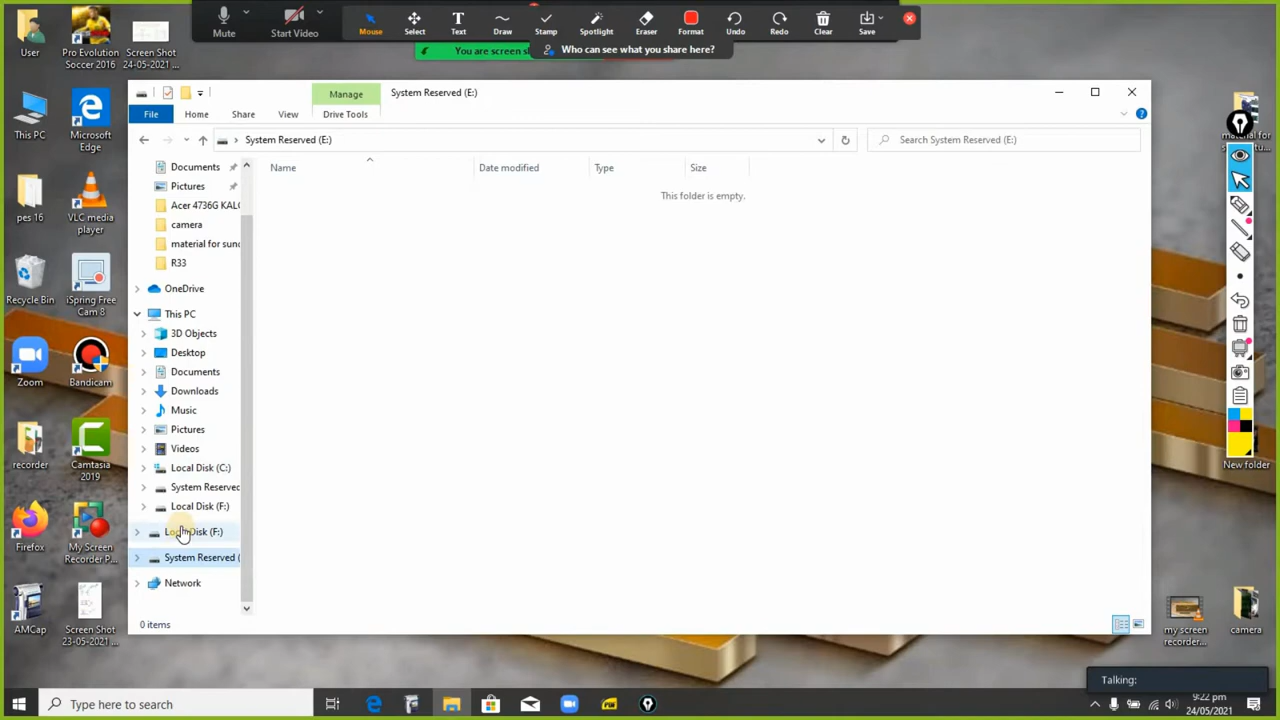 Mute
Start Video
Mouse
Select
Text
Draw
Stamp
Spotlight
Eraser
Format
Undo
Redo
Clear
Save
You are screen s
Who can see what you share here?
User
Pro Evolution
Soccer 2016
Screen Shot
24-05-2021 ...
This PC
Microsoft
Edge
pes 16
VLC media
player
Recycle Bin
iSpring Free
Cam 8
Zoom
Bandicam
recorder
Camtasia
2019
Firefox
My Screen
Recorder P...
AMCap
Screen Shot
23-05-2021 ...
Manage
System Reserved (E:)
File
Home
Share
View
Drive Tools
System Reserved (E:)
Search System Reserved (E:)
Name
Date modified
Type
Size
This folder is empty.
Documents
Pictures
Acer 4736G KALC
camera
material for sund
R33
OneDrive
This PC
3D Objects
Desktop
Documents
Downloads
Music
Pictures
Videos
Local Disk (C:)
System Reserved
Local Disk (F:)
Local Disk (F:)
System Reserved (
Network
0 items
material for
New folder
my screen
recorder...
camera
Talking:
Type here to search
9:22 pm
24/05/2021